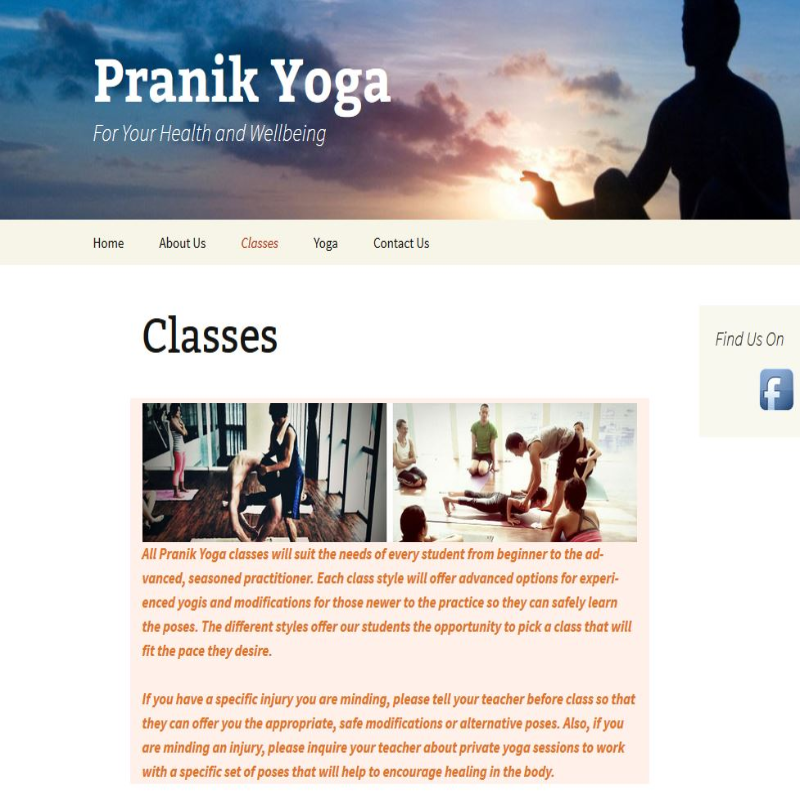 Pranik Yoga
For Your Health and Wellbeing
Home About Us Classes Yoga Contact Us
Classes
Find Us On
f
All Pranik Yoga classes will suit the needs of every student from beginner to the ad-
vanced, seasoned practitioner. Each class style will offer advanced options for experi-
enced yogis and modifications for those newer to the practice so they can safely learn
the poses. The different styles offer our students the opportunity to pick a class that will
fit the pace they desire.
If you have a specific injury you are minding, please tell your teacher before class so that
they can offer you the appropriate, safe modifications or alternative poses. Also, if you
are minding an injury, please inquire your teacher about private yoga sessions to work
with a specific set of poses that will help to encourage healing in the body.